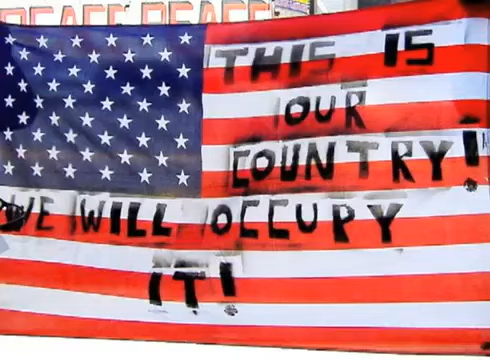 PEACE PEACE
THIS IS
OUR
COUNTRY!
WE WILL OCCUPY
IT!